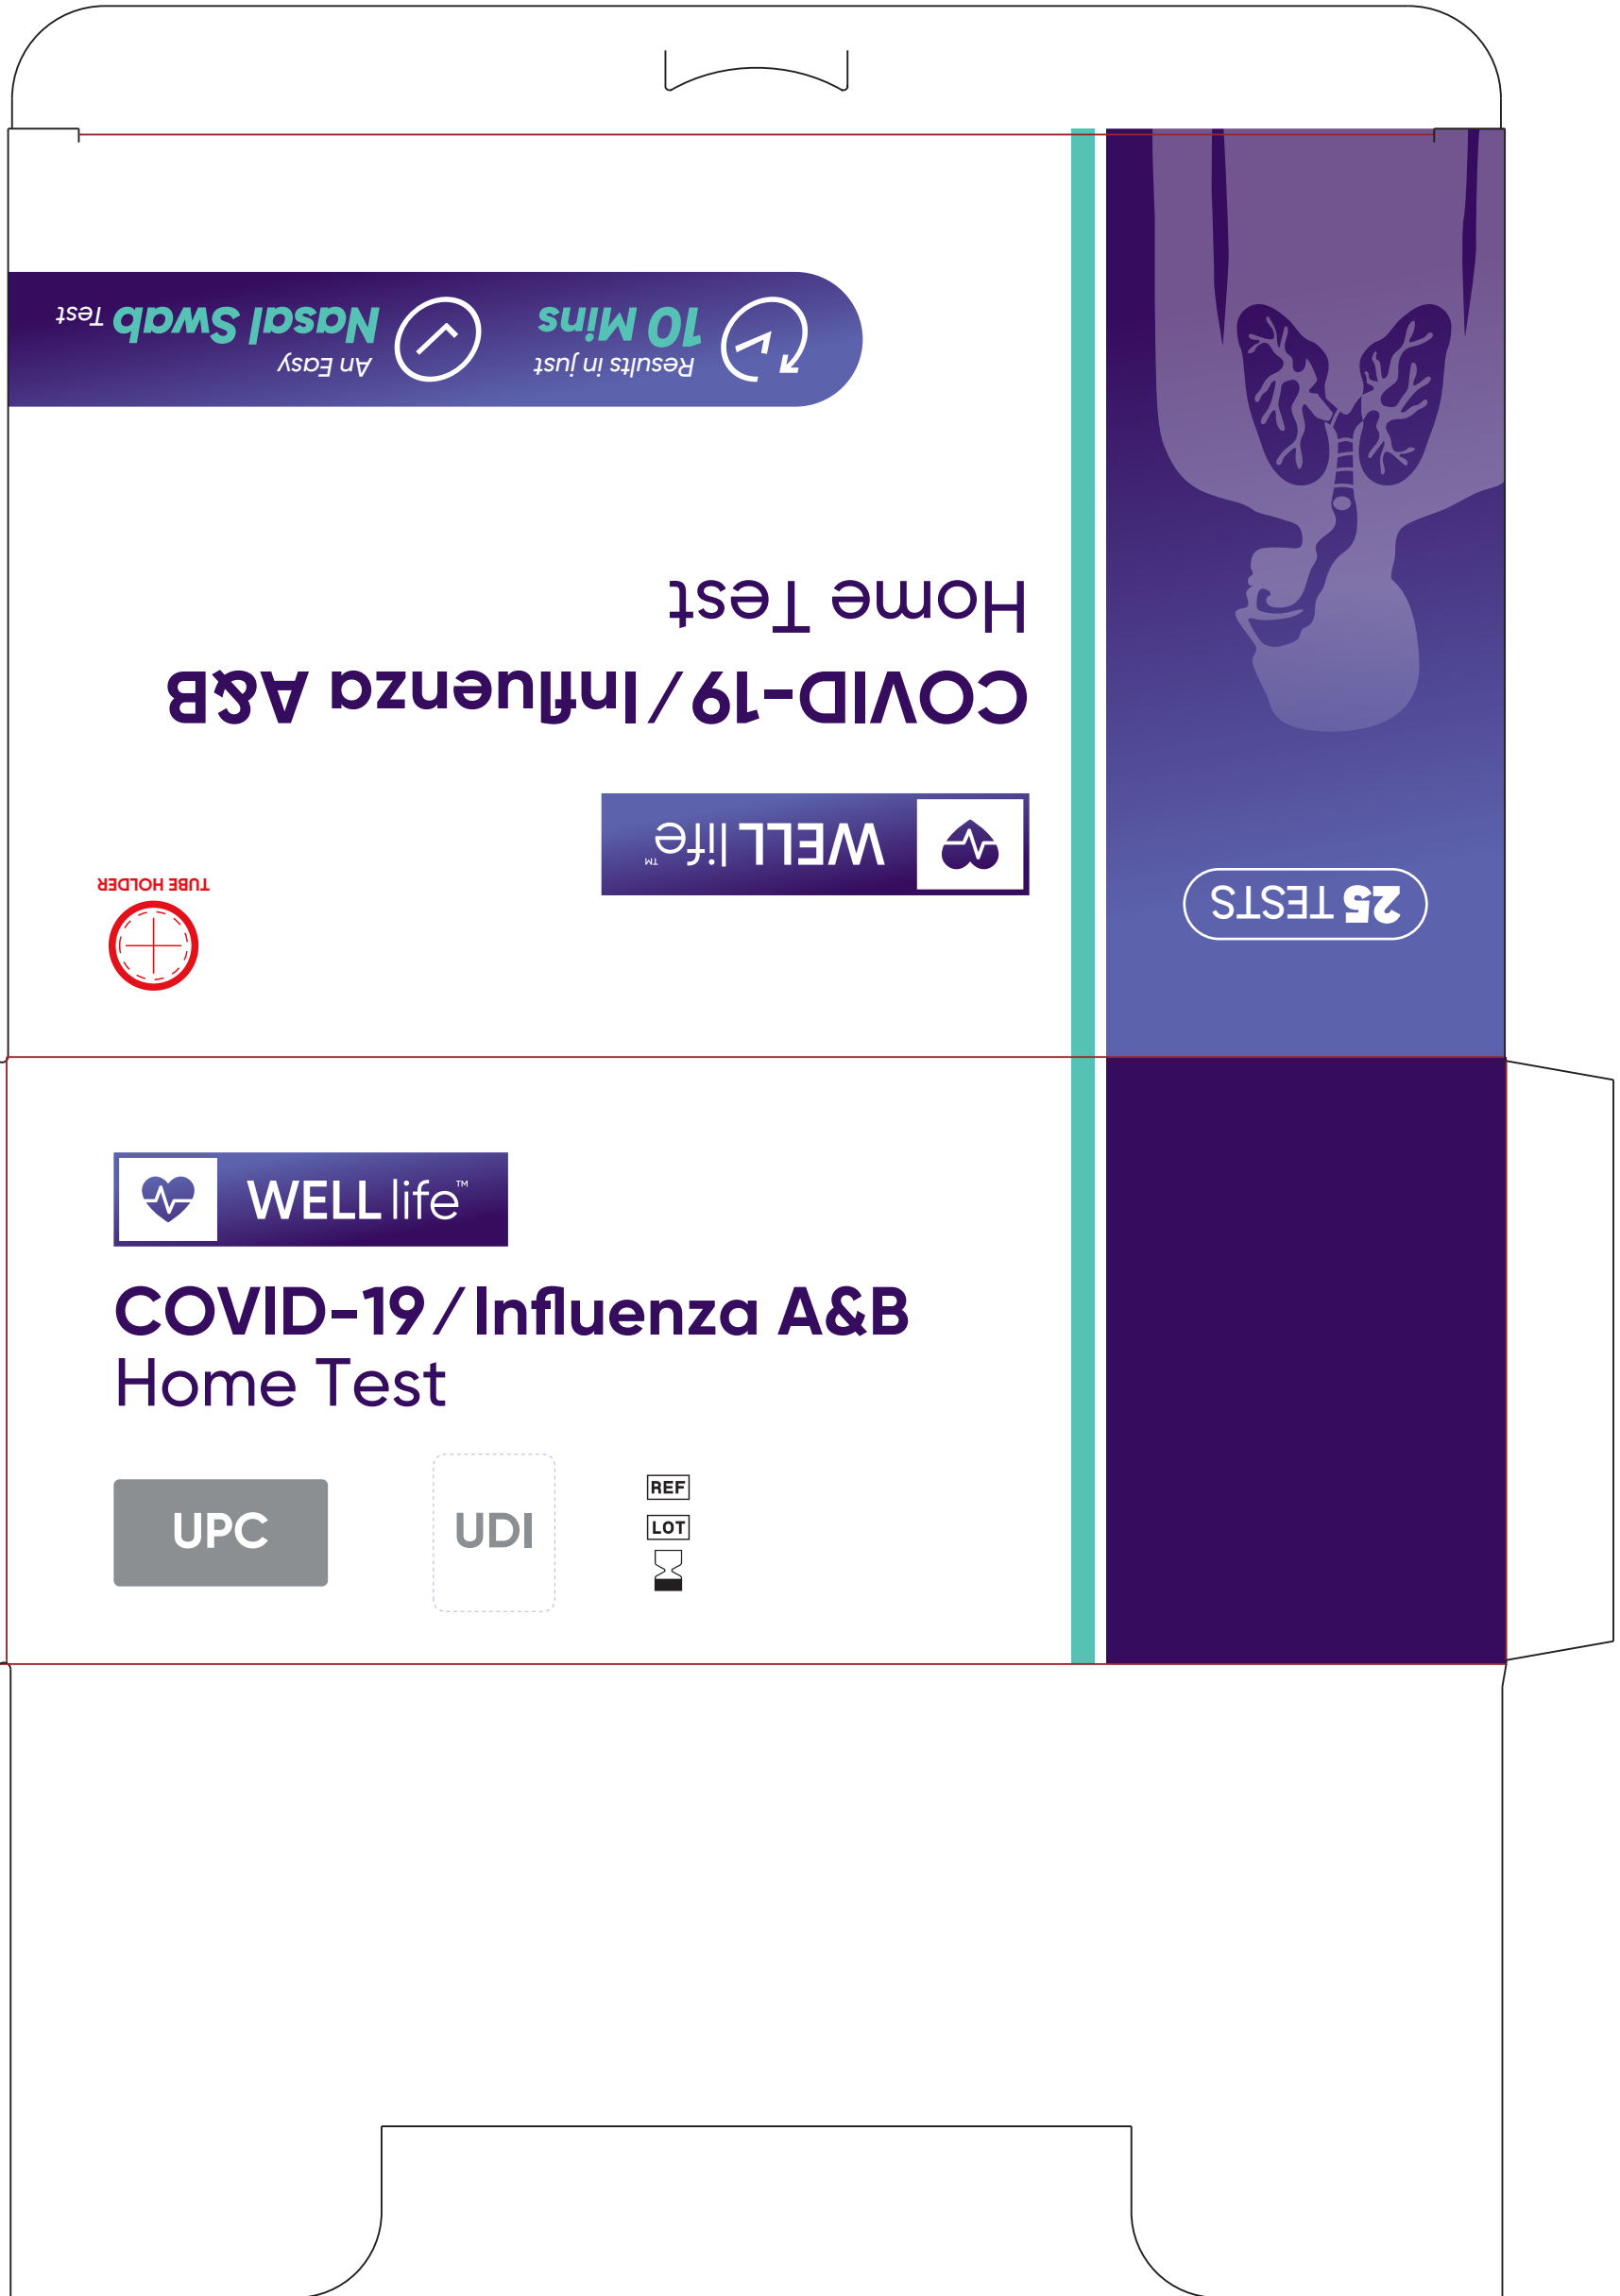 25 TESTS
WELL life™
COVID-19/Influenza A&B
Home Test
Results in just
10 Mins
An Easy
Nasal Swab Test
TUBE HOLDER
WELL life™
COVID-19/Influenza A&B
Home Test
UPC
UDI
REF
LOT